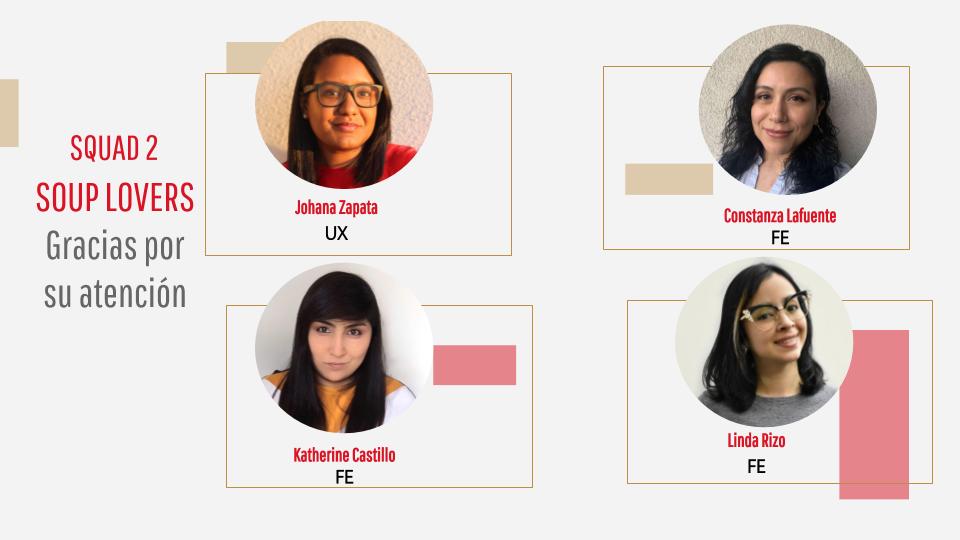 SQUAD 2
SOUP LOVERS
Gracias por
su atención
Johana Zapata
UX
Constanza Lafuente
FE
Katherine Castillo
FE
Linda Rizo
FE